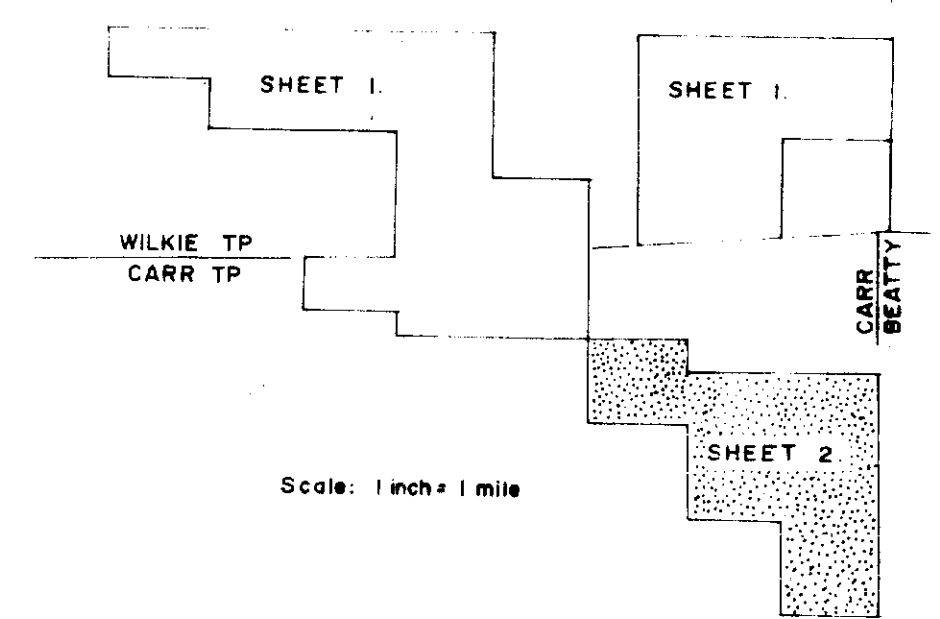 SHEET 1.
SHEET 1.
WILKIE TP
CARR TP
CARR
BEATTY
SHEET 2.
Scale: 1 inch = 1 mile